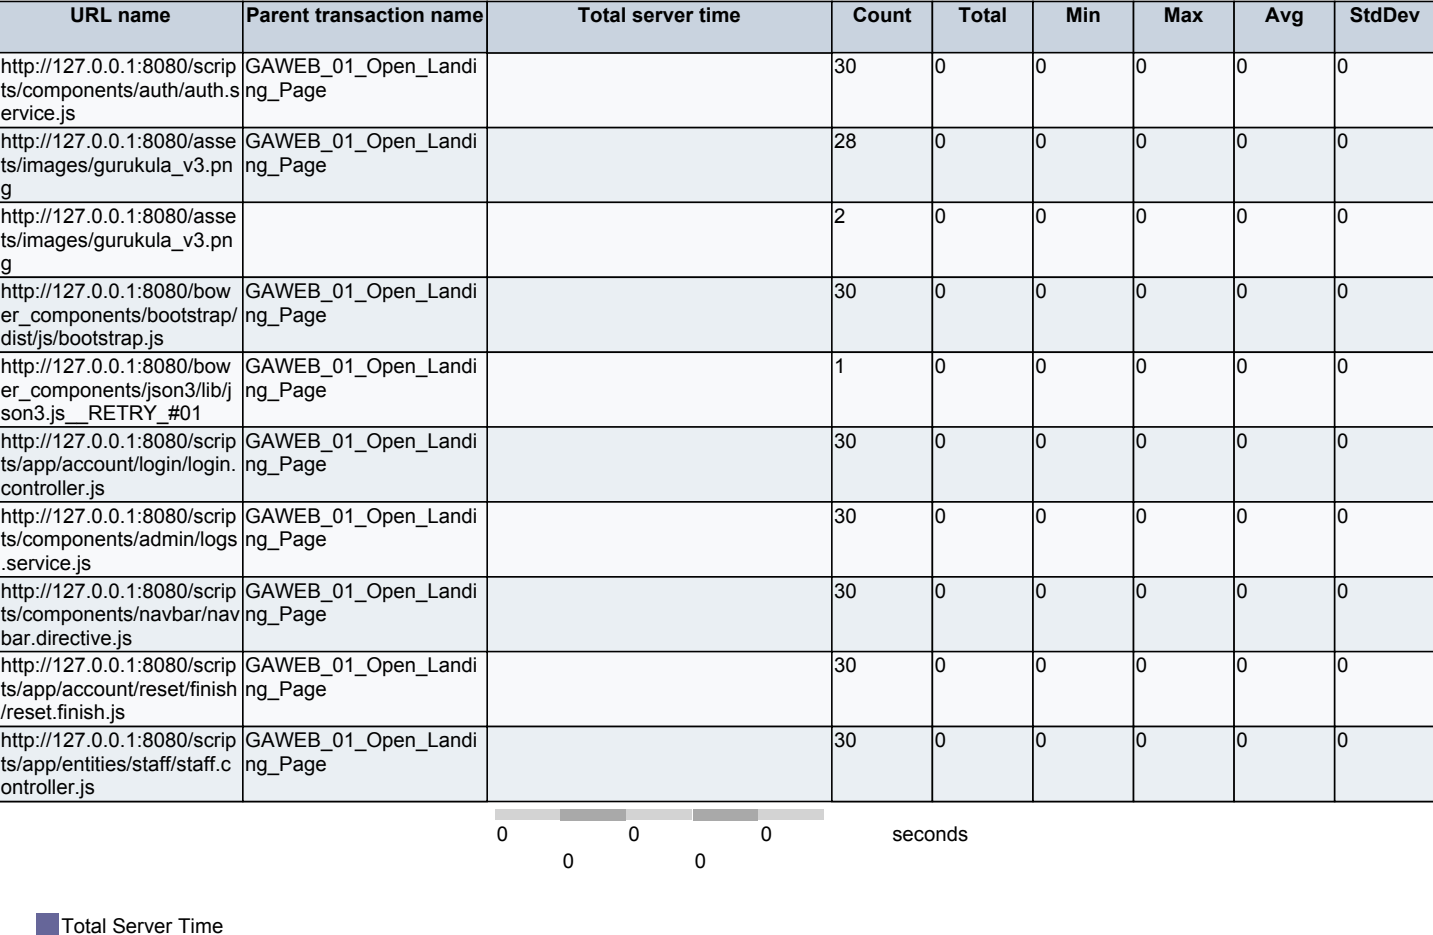 URL name Parent transaction name Total server time Count Total Min Max Avg StdDev
http://127.0.0.1:8080/scrip GAWEB_01_Open_Landi 30 0 0 0 0 0
ts/components/auth/auth.s ng_Page
ervice.js
http://127.0.0.1:8080/asse GAWEB_01_Open_Landi 28 0 0 0 0 0
ts/images/gurukula_v3.pn ng_Page
g
http://127.0.0.1:8080/asse 2 0 0 0 0 0
ts/images/gurukula_v3.pn
g
http://127.0.0.1:8080/bow GAWEB_01_Open_Landi 30 0 0 0 0 0
er_components/bootstrap/ ng_Page
dist/js/bootstrap.js
http://127.0.0.1:8080/bow GAWEB_01_Open_Landi 1 0 0 0 0 0
er_components/json3/lib/j ng_Page
son3.js__RETRY_#01
http://127.0.0.1:8080/scrip GAWEB_01_Open_Landi 30 0 0 0 0 0
ts/app/account/login/login. ng_Page
controller.js
http://127.0.0.1:8080/scrip GAWEB_01_Open_Landi 30 0 0 0 0 0
ts/components/admin/logs ng_Page
.service.js
http://127.0.0.1:8080/scrip GAWEB_01_Open_Landi 30 0 0 0 0 0
ts/components/navbar/nav ng_Page
bar.directive.js
http://127.0.0.1:8080/scrip GAWEB_01_Open_Landi 30 0 0 0 0 0
ts/app/account/reset/finish ng_Page
/reset.finish.js
http://127.0.0.1:8080/scrip GAWEB_01_Open_Landi 30 0 0 0 0 0
ts/app/entities/staff/staff.c ng_Page
ontroller.js
0 0 0 seconds
0 0
Total Server Time